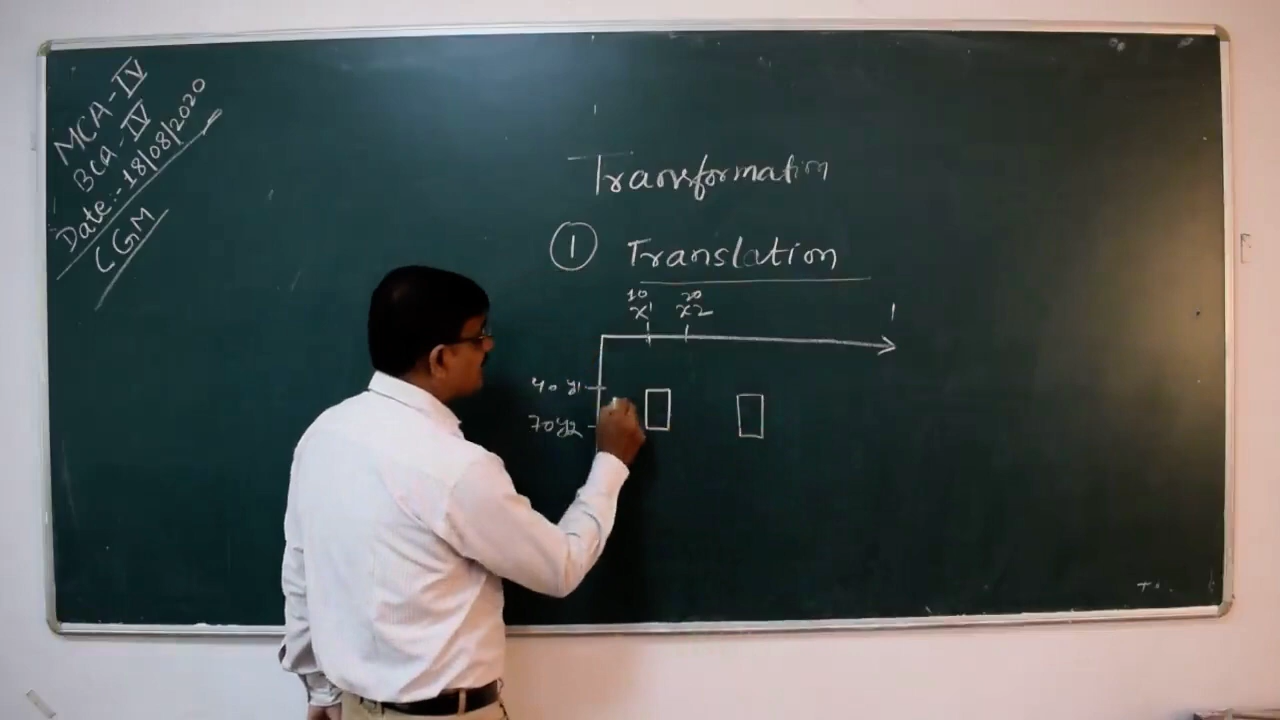 MCA-IV
BCA-IV
Date:-18/08/2020
CGM
Transformation
1 Translation
10 20
x1 x2
40 y1
70 y2